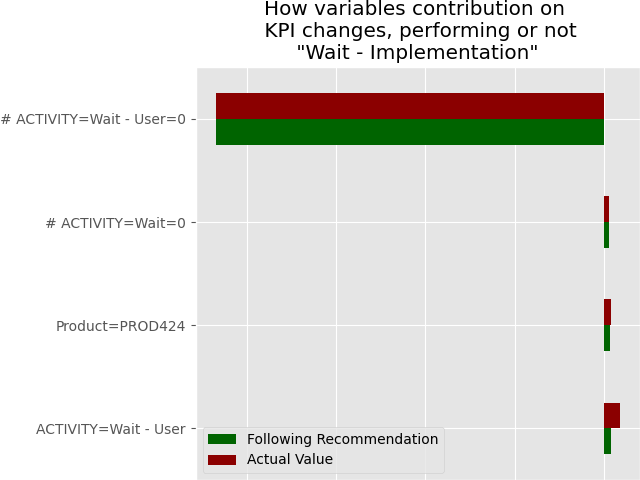 How variables contribution on
KPI changes, performing or not
"Wait - Implementation"
# ACTIVITY=Wait - User=0
# ACTIVITY=Wait=0
Product=PROD424
ACTIVITY=Wait - User
Following Recommendation
Actual Value